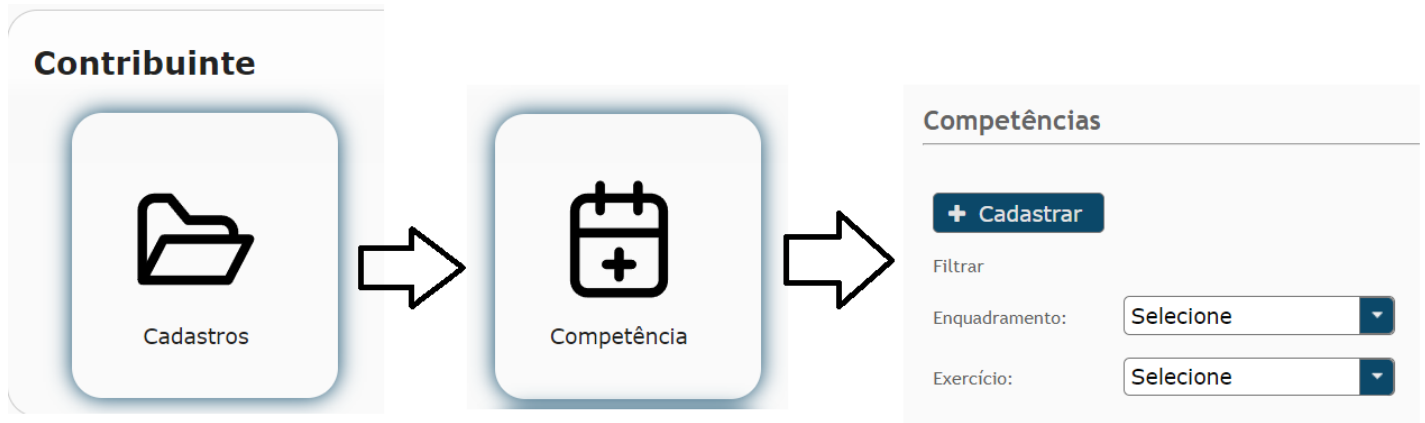 Contribuinte
Cadastros
Competência
Competências
+ Cadastrar
Filtrar
Enquadramento: Selecione
Exercício: Selecione